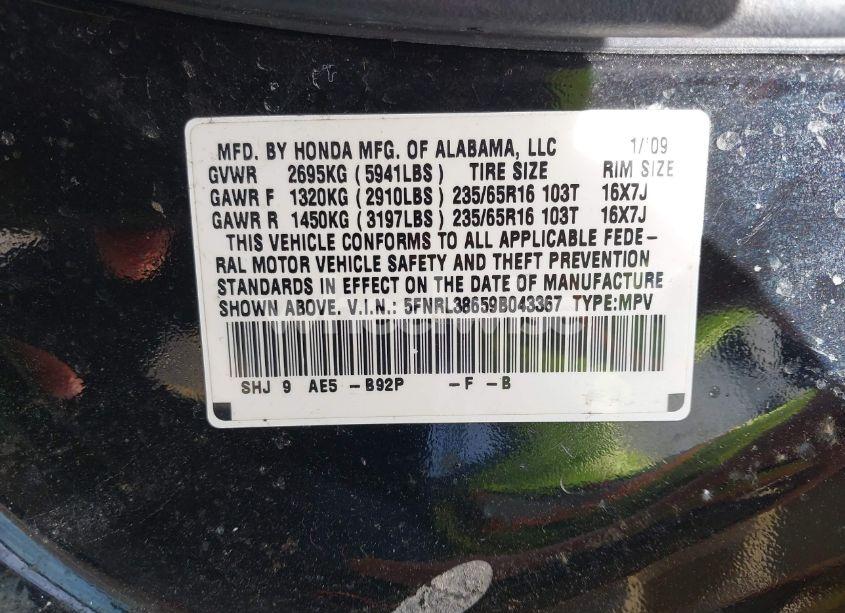 MFD. BY HONDA MFG. OF ALABAMA, LLC 1/'09
GVWR 2695KG (5941LBS) TIRE SIZE RIM SIZE
GAWR F 1320KG (2910LBS) 235/65R16 103T 16X7J
GAWR R 1450KG (3197LBS) 235/65R16 103T 16X7J
THIS VEHICLE CONFORMS TO ALL APPLICABLE FEDE-
RAL MOTOR VEHICLE SAFETY AND THEFT PREVENTION
STANDARDS IN EFFECT ON THE DATE OF MANUFACTURE
SHOWN ABOVE. V.I.N.: 5FNRL38659B043367 TYPE:MPV
SHJ 9 AE5 -B92P -F -B